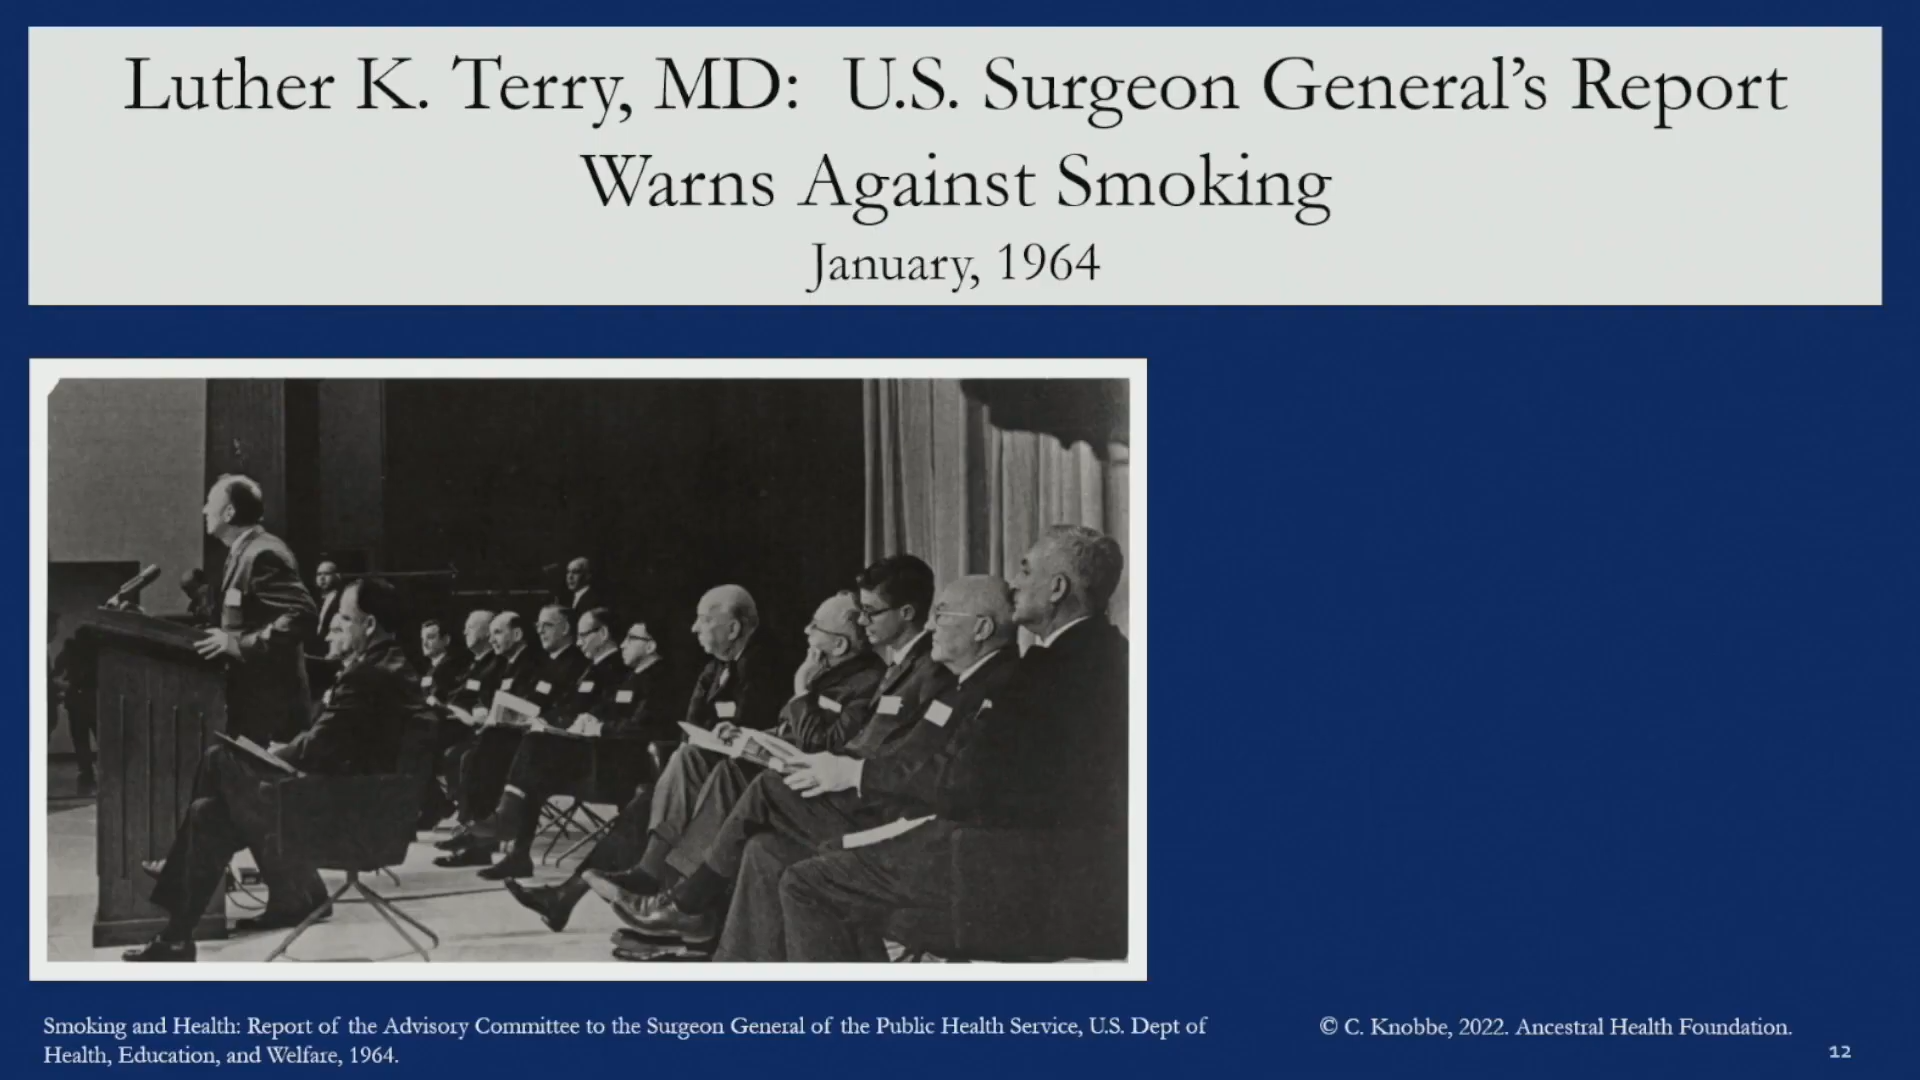 Luther K. Terry, MD:  U.S. Surgeon General’s Report
Warns Against Smoking
January, 1964
Smoking and Health: Report of the Advisory Committee to the Surgeon General of the Public Health Service, U.S. Dept of
Health, Education, and Welfare, 1964.
© C. Knobbe, 2022. Ancestral Health Foundation.
12